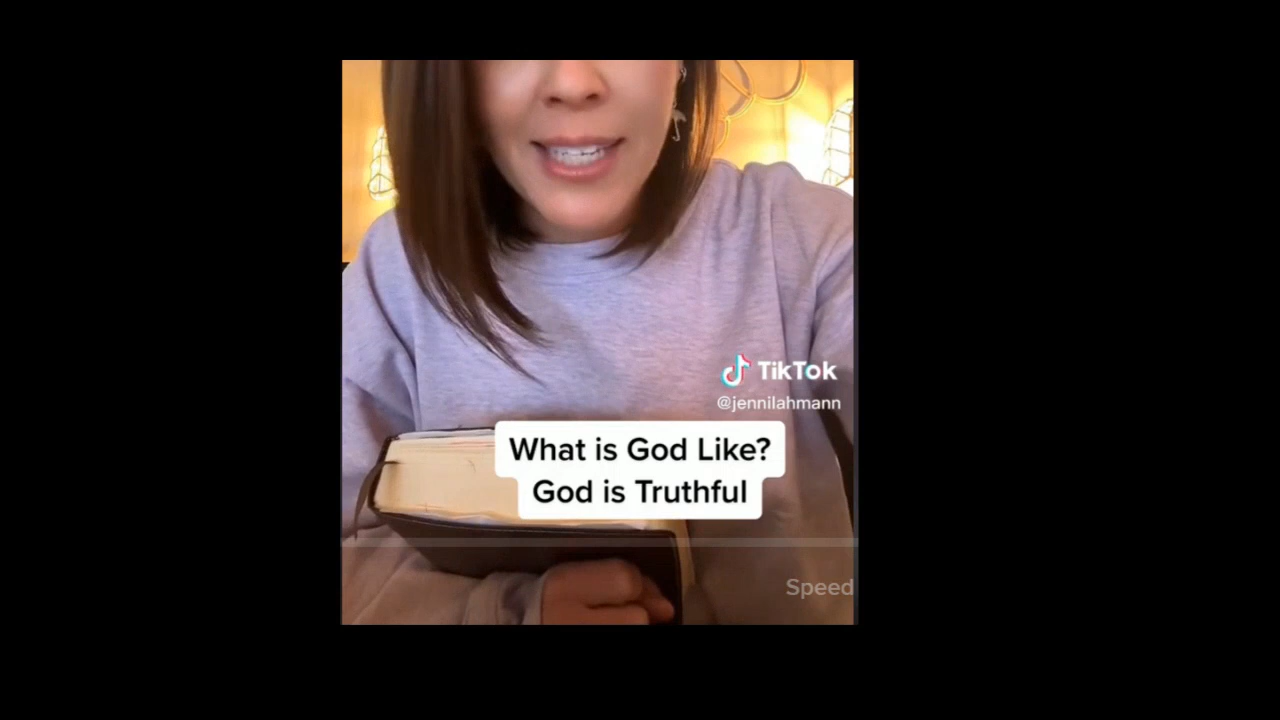 TikTok
@jennilahmann
What is God Like?
God is Truthful
Speed